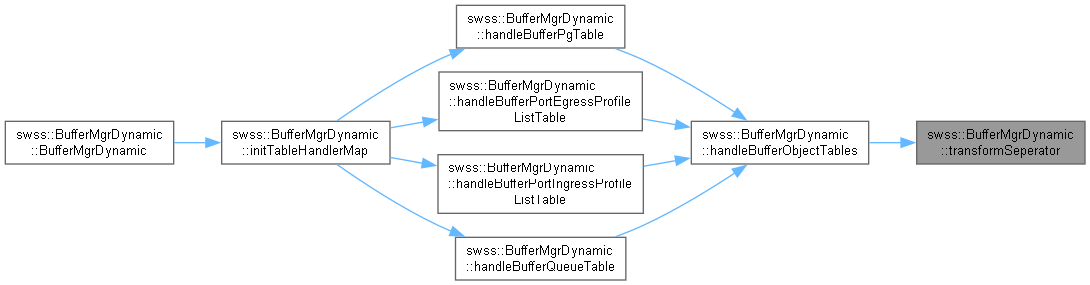 swss::BufferMgrDynamic
::BufferMgrDynamic
swss::BufferMgrDynamic
::initTableHandlerMap
swss::BufferMgrDynamic
::handleBufferPgTable
swss::BufferMgrDynamic
::handleBufferPortEgressProfile
ListTable
swss::BufferMgrDynamic
::handleBufferPortIngressProfile
ListTable
swss::BufferMgrDynamic
::handleBufferQueueTable
swss::BufferMgrDynamic
::handleBufferObjectTables
swss::BufferMgrDynamic
::transformSeperator